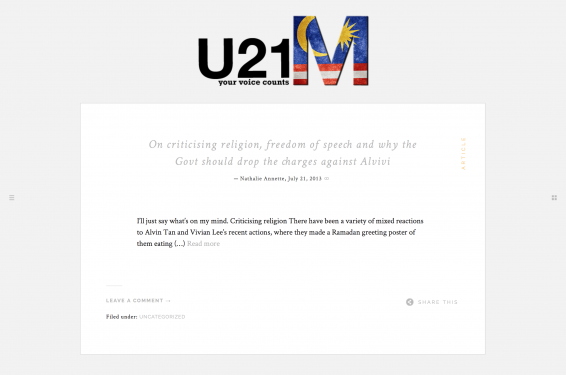 U21M
your voice counts
On criticising religion, freedom of speech and why the
Govt should drop the charges against Alvivi
— Nathalie Annette, July 21, 2013
ARTICLE
I'll just say what's on my mind. Criticising religion There have been a variety of mixed reactions
to Alvin Tan and Vivian Lee's recent actions, where they made a Ramadan greeting poster of
them eating (…) Read more
LEAVE A COMMENT →
SHARE THIS
Filed under: UNCATEGORIZED